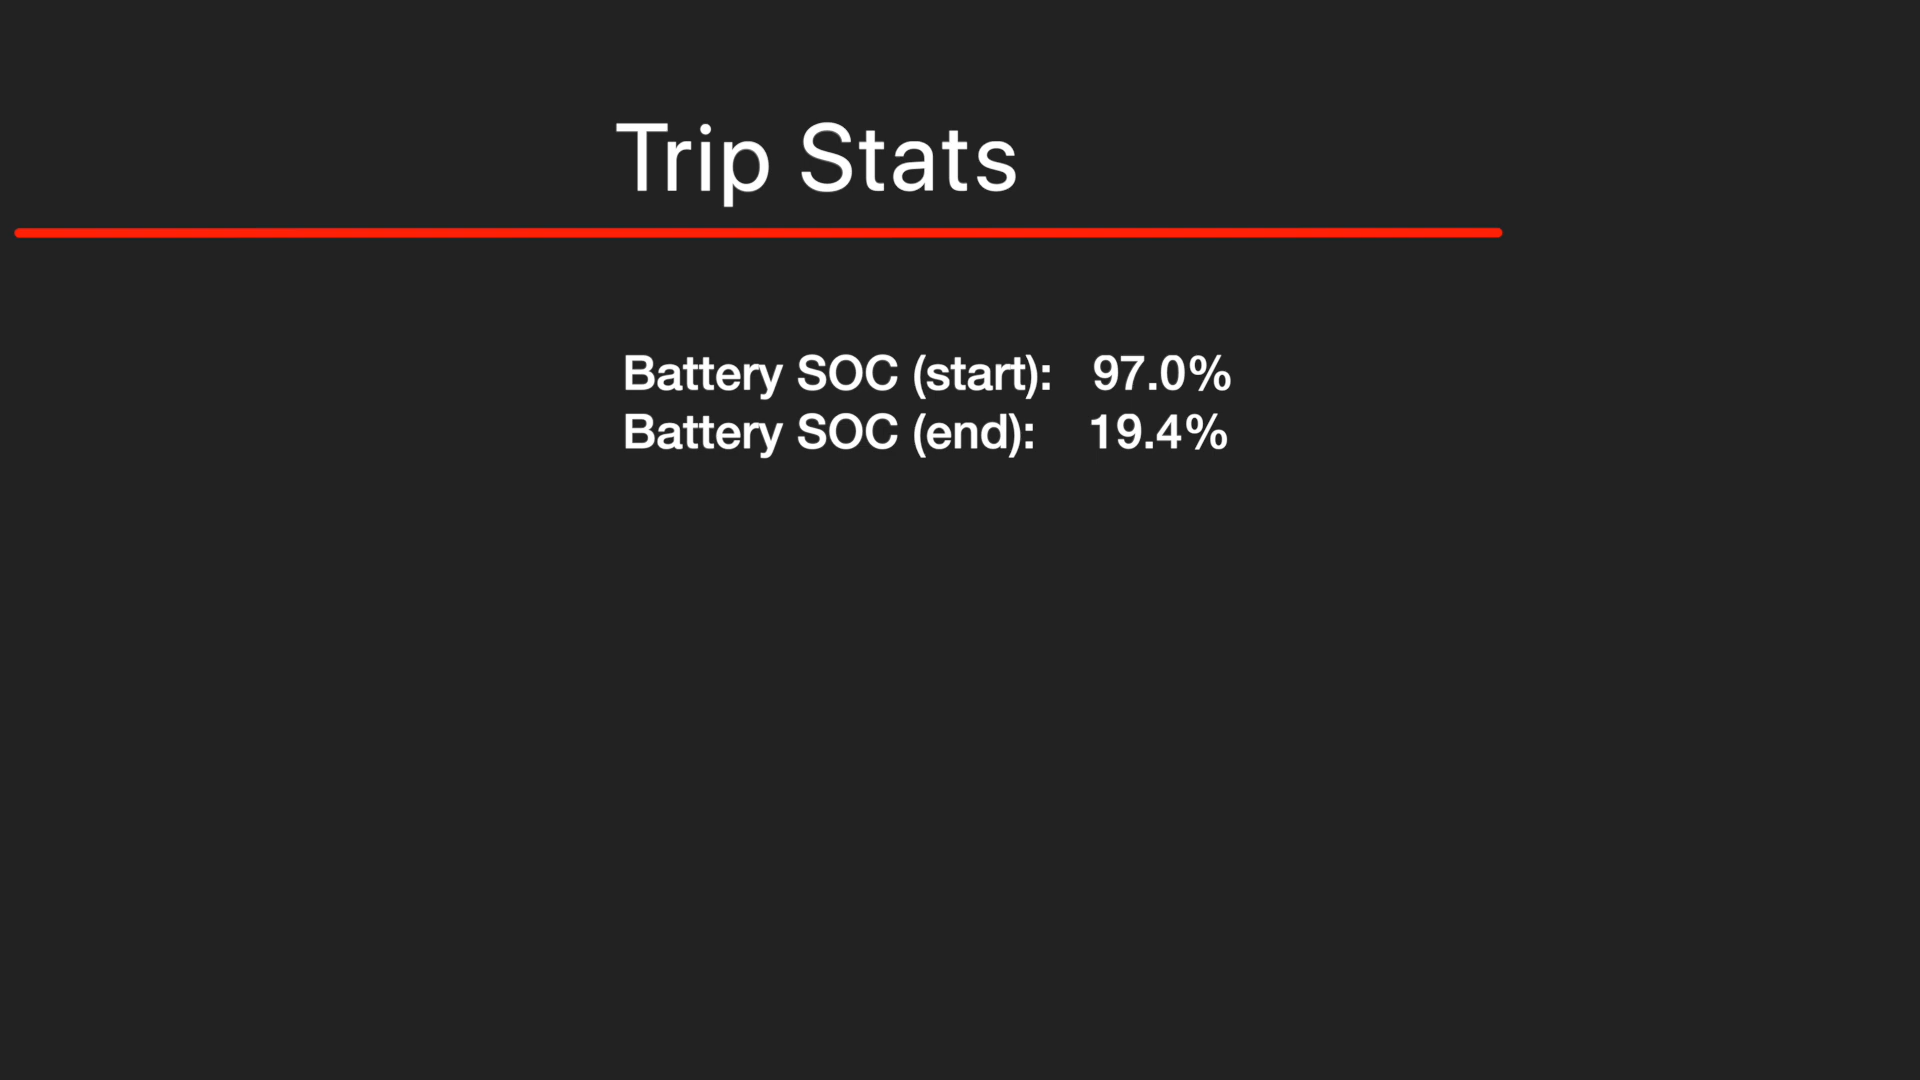 Trip Stats
Battery SOC (start): 97.0%
Battery SOC (end): 19.4%